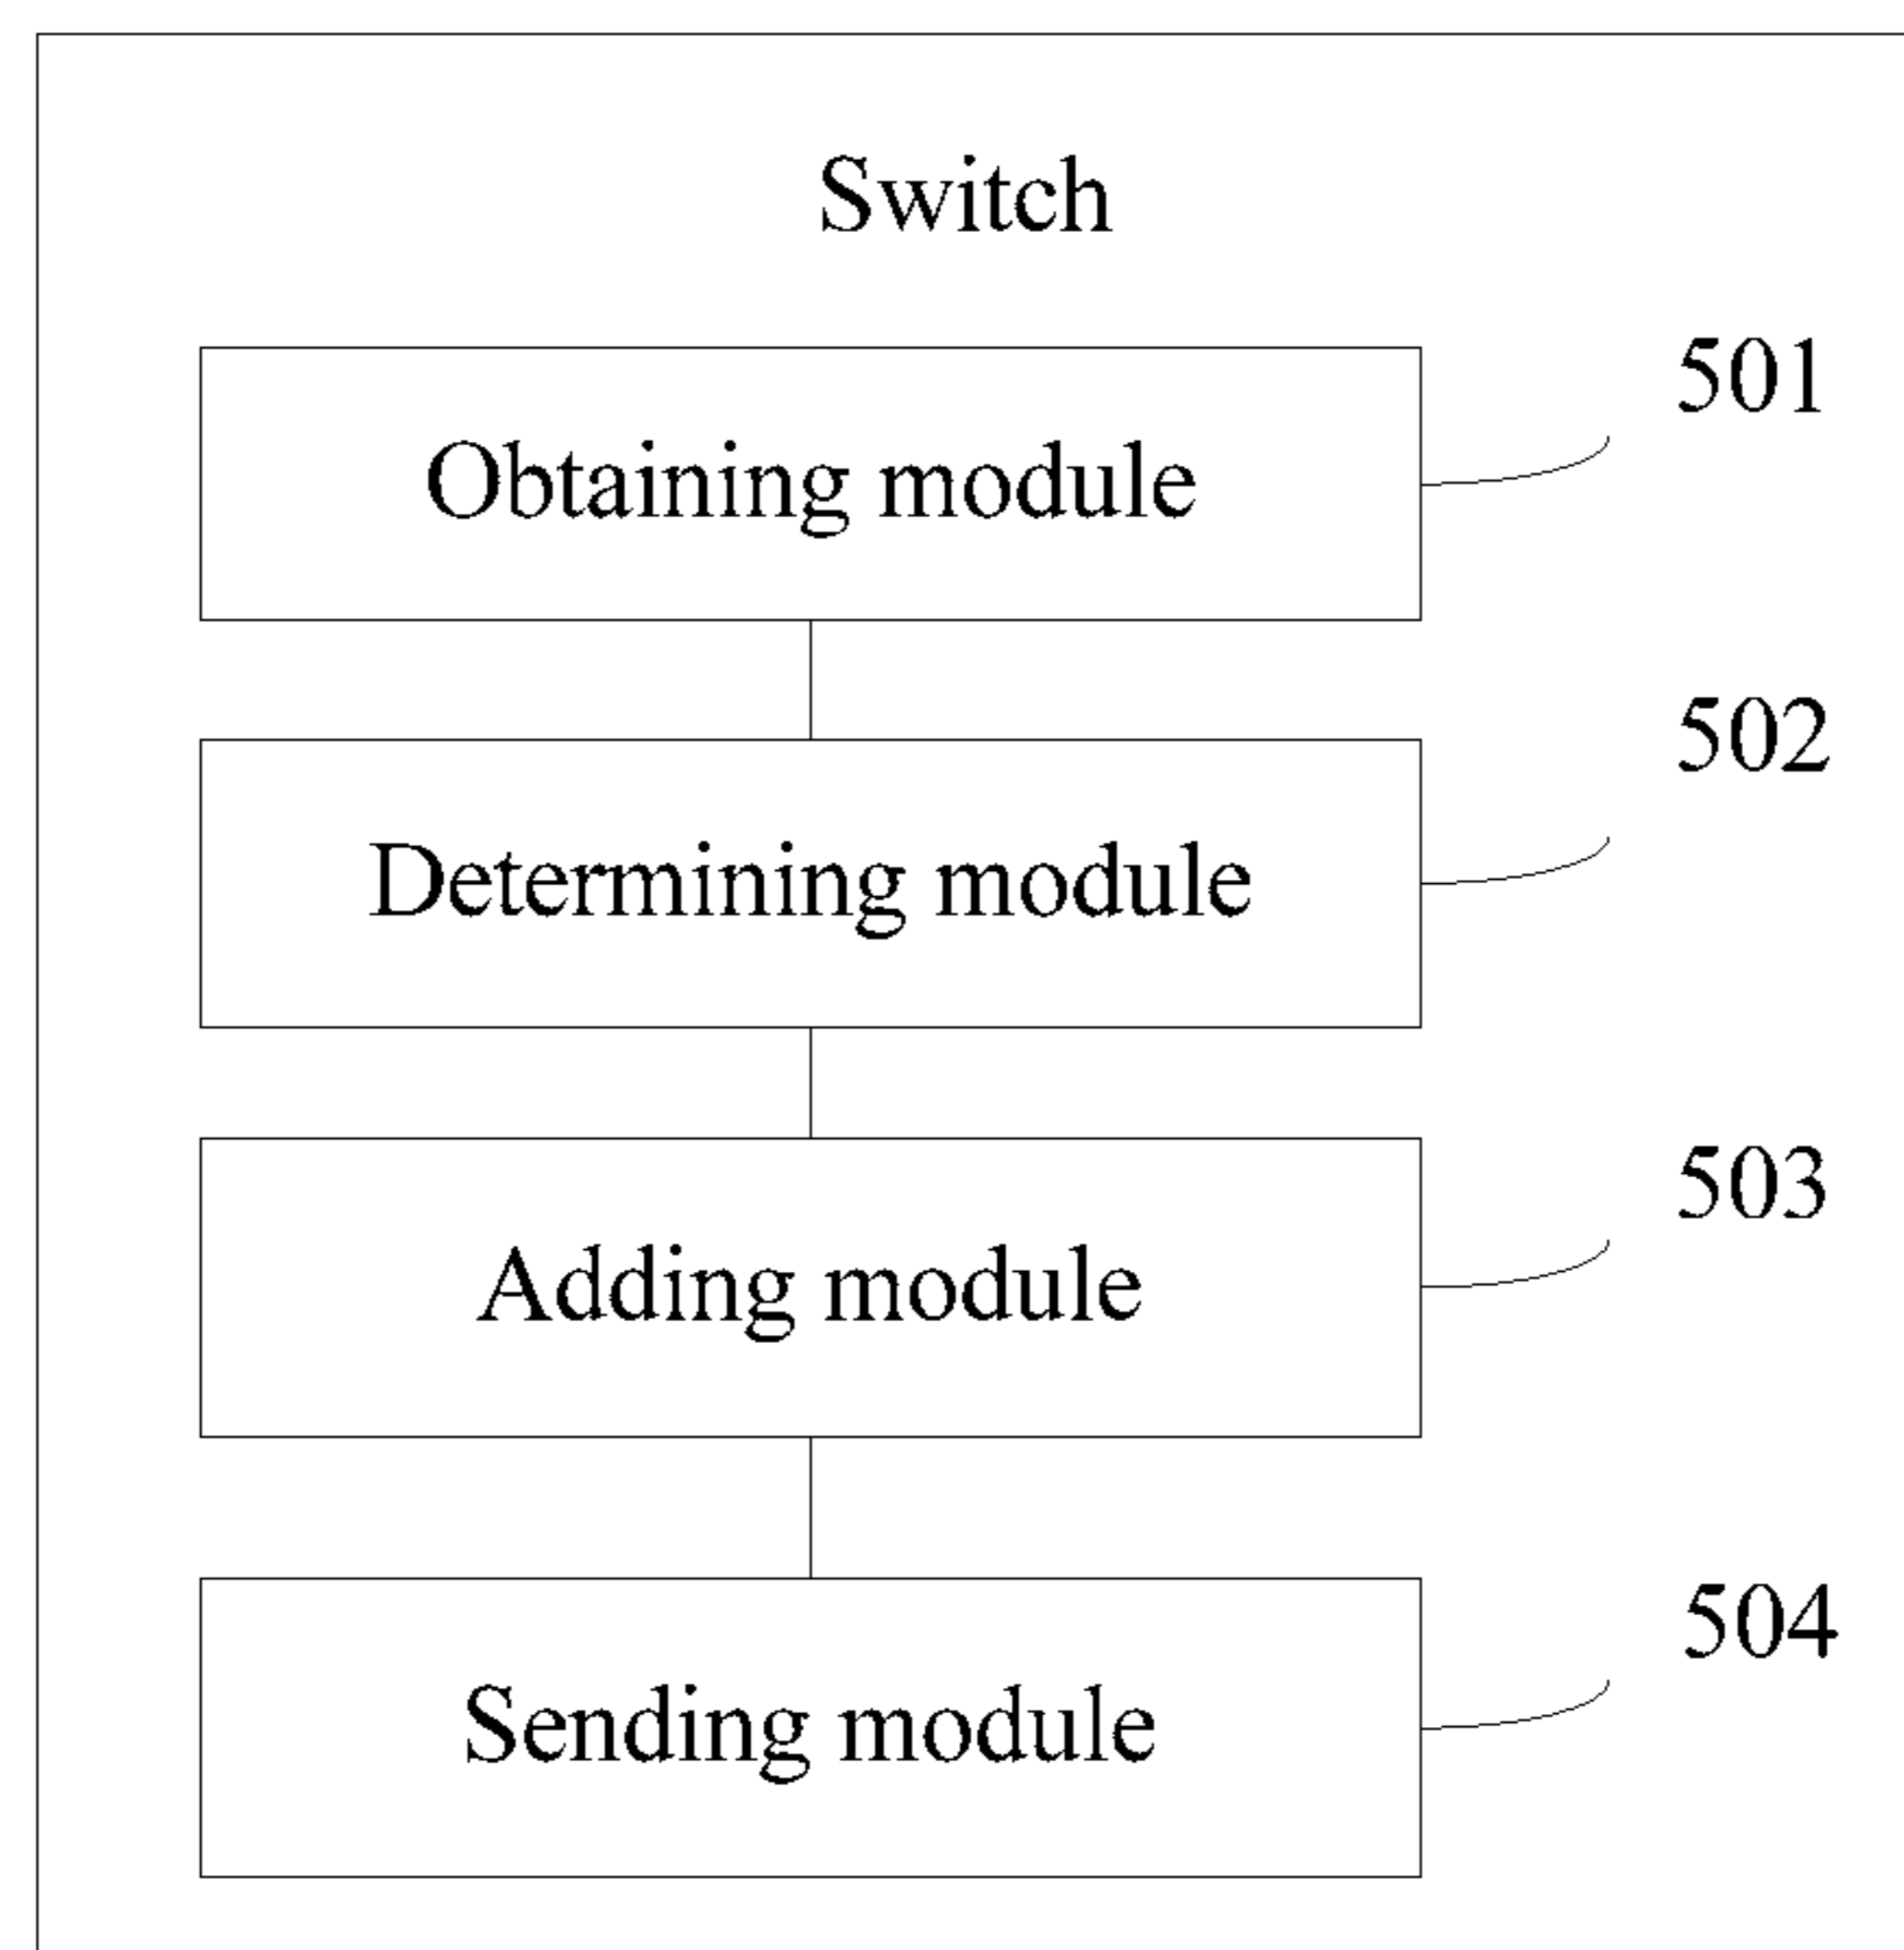 Switch
501
Obtaining module
502
Determining module
503
Adding module
504
Sending module